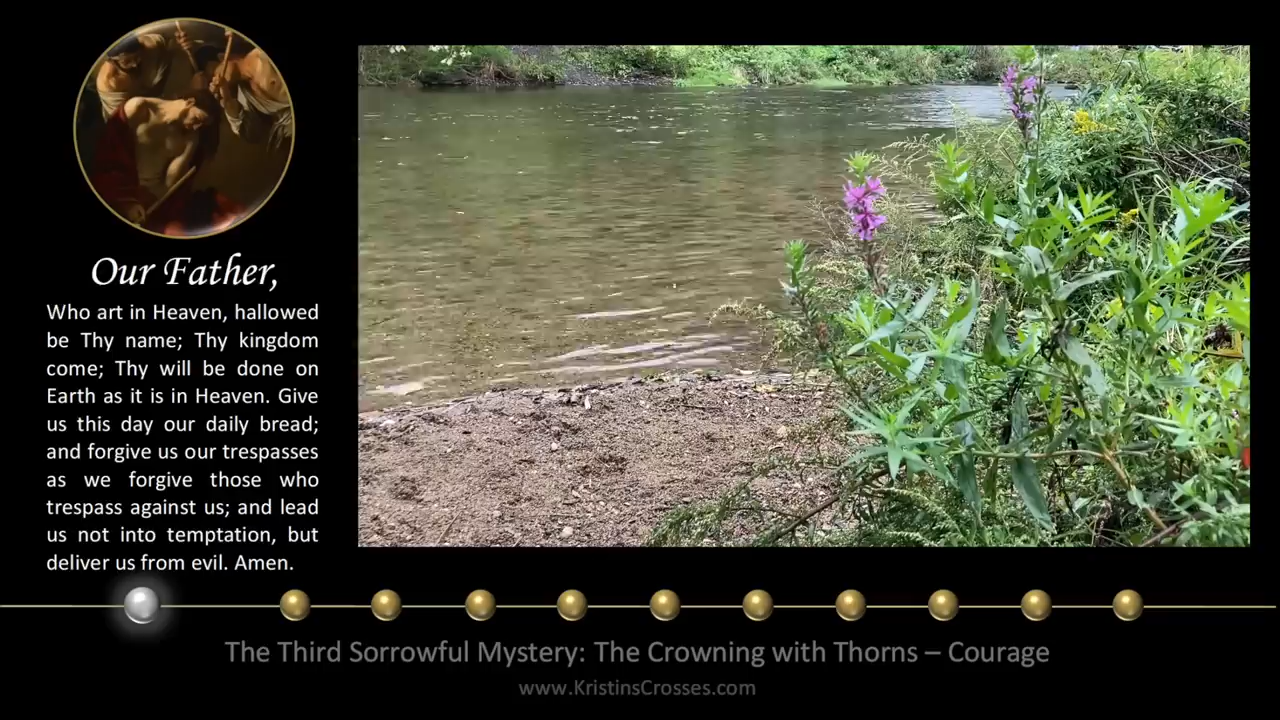 Our Father,
Who art in Heaven, hallowed
be Thy name; Thy kingdom
come; Thy will be done on
Earth as it is in Heaven. Give
us this day our daily bread;
and forgive us our trespasses
as we forgive those who
trespass against us; and lead
us not into temptation, but
deliver us from evil. Amen.
The Third Sorrowful Mystery: The Crowning with Thorns – Courage
www.KristinsCrosses.com